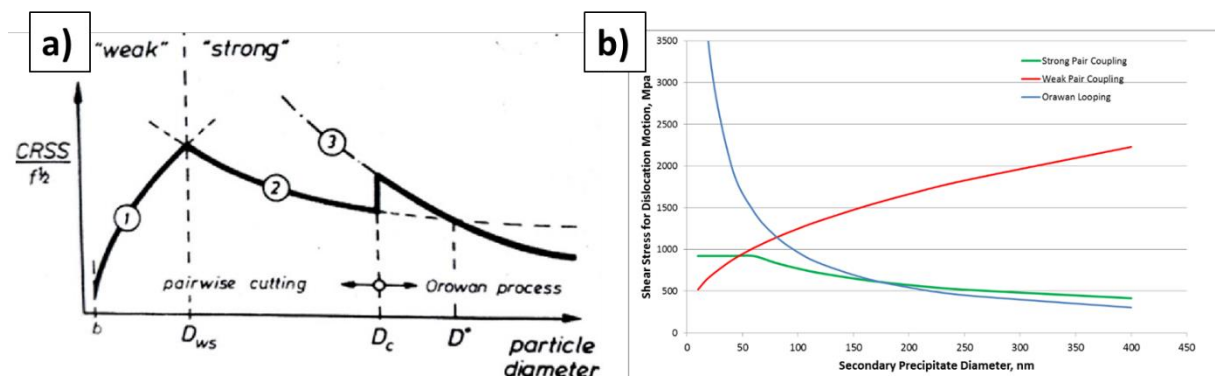 a)
"weak" "strong"
CRSS
f½
1
2
3
pairwise cutting
Orowan process
b
D_ws
D_c
D*
particle
diameter
b)
Shear Stress for Dislocation Motion, Mpa
3500
3000
2500
2000
1500
1000
500
0
Strong Pair Coupling
Weak Pair Coupling
Orawan Looping
0 50 100 150 200 250 300 350 400 450
Secondary Precipitate Diameter, nm